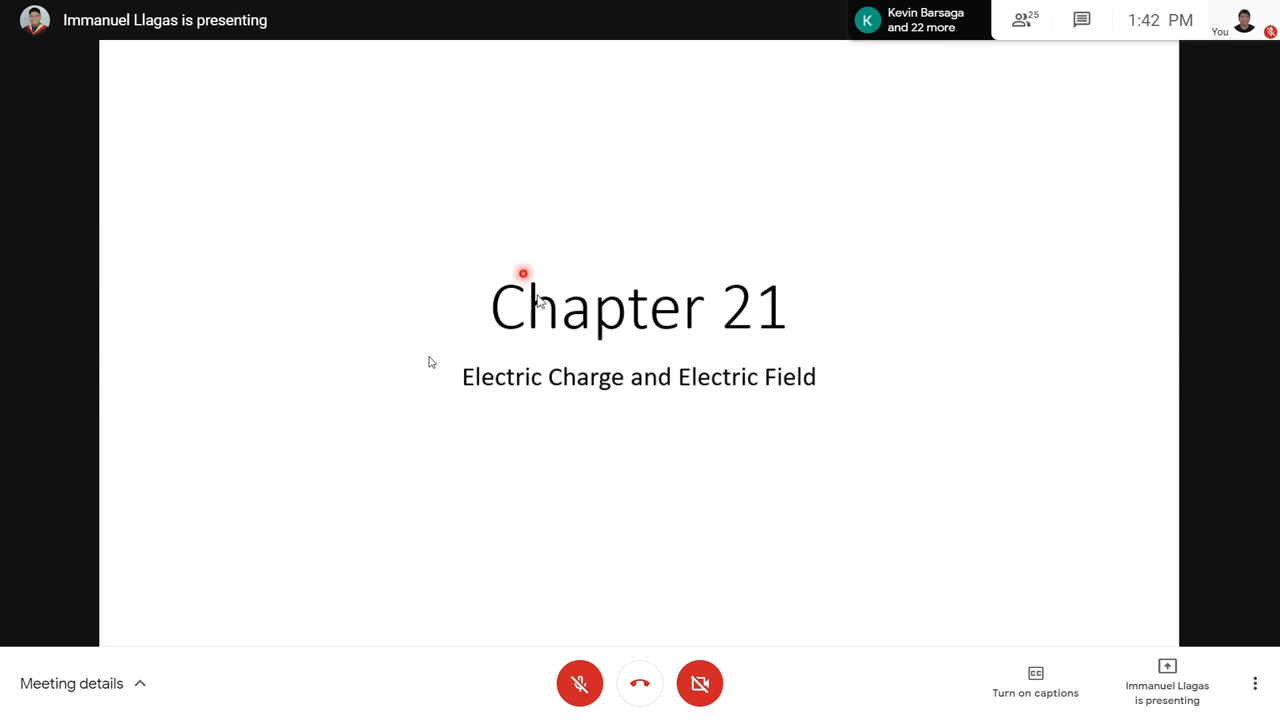 Immanuel Llagas is presenting
K
Kevin Barsaga
and 22 more
25
1:42 PM
You
Chapter 21
Electric Charge and Electric Field
Meeting details
CC
Turn on captions
Immanuel Llagas
is presenting